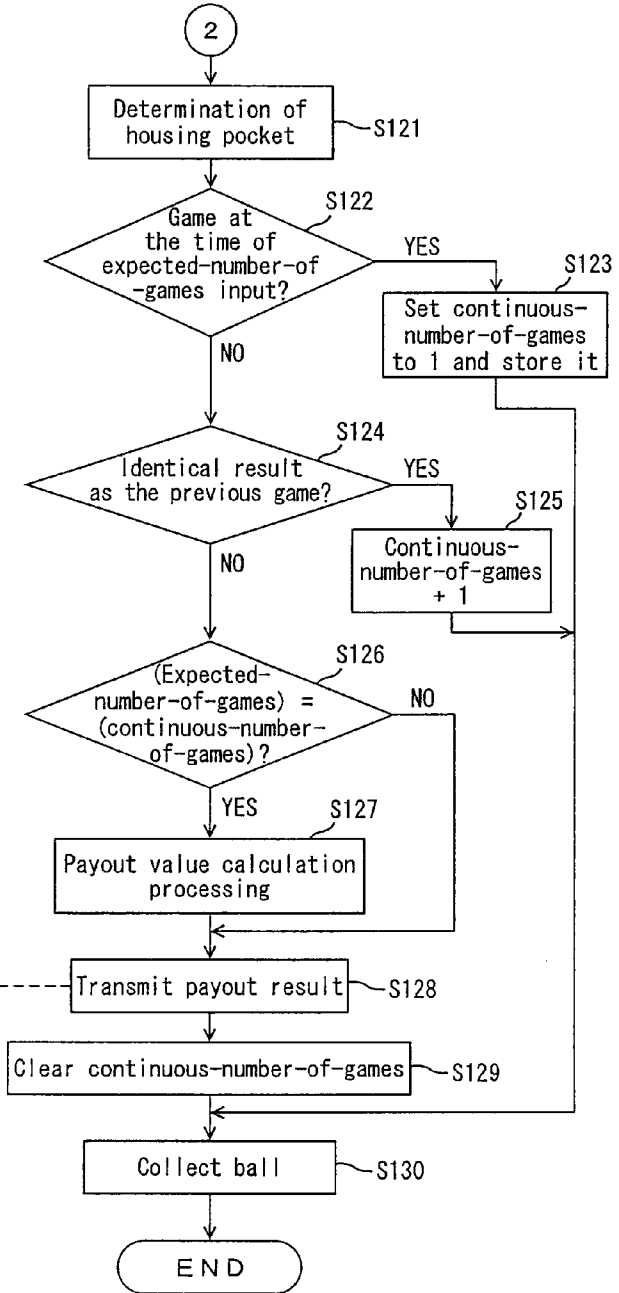 2
Determination of
housing pocket
S121
S122
Game at
the time of
expected-number-of
-games input?
YES
S123
Set continuous-
number-of-games
to 1 and store it
NO
S124
Identical result
as the previous game?
YES
S125
Continuous-
number-of-games
+ 1
NO
S126
(Expected-
number-of-games) =
(continuous-number-
of-games)?
NO
YES
S127
Payout value calculation
processing
Transmit payout result
S128
Clear continuous-number-of-games
S129
Collect ball
S130
END